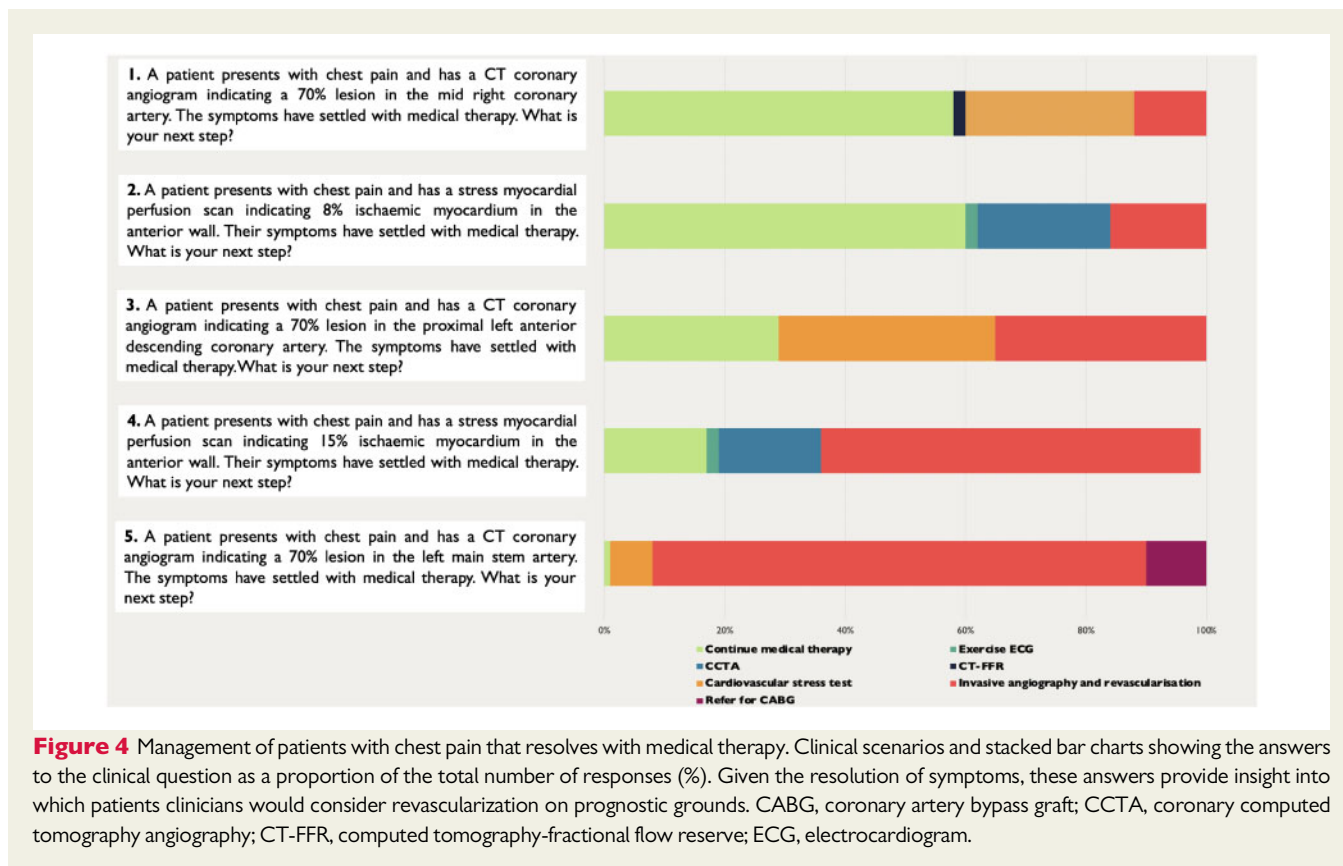 1. A patient presents with chest pain and has a CT coronary
angiogram indicating a 70% lesion in the mid right coronary
artery. The symptoms have settled with medical therapy. What is
your next step?
2. A patient presents with chest pain and has a stress myocardial
perfusion scan indicating 8% ischaemic myocardium in the
anterior wall. Their symptoms have settled with medical therapy.
What is your next step?
3. A patient presents with chest pain and has a CT coronary
angiogram indicating a 70% lesion in the proximal left anterior
descending coronary artery. The symptoms have settled with
medical therapy.What is your next step?
4. A patient presents with chest pain and has a stress myocardial
perfusion scan indicating 15% ischaemic myocardium in the
anterior wall. Their symptoms have settled with medical therapy.
What is your next step?
5. A patient presents with chest pain and has a CT coronary
angiogram indicating a 70% lesion in the left main stem artery.
The symptoms have settled with medical therapy. What is your
next step?
0% 20% 40% 60% 80% 100%
Continue medical therapy Exercise ECG
CCTA CT-FFR
Cardiovascular stress test Invasive angiography and revascularisation
Refer for CABG
Figure 4 Management of patients with chest pain that resolves with medical therapy. Clinical scenarios and stacked bar charts showing the answers
to the clinical question as a proportion of the total number of responses (%). Given the resolution of symptoms, these answers provide insight into
which patients clinicians would consider revascularization on prognostic grounds. CABG, coronary artery bypass graft; CCTA, coronary computed
tomography angiography; CT-FFR, computed tomography-fractional flow reserve; ECG, electrocardiogram.